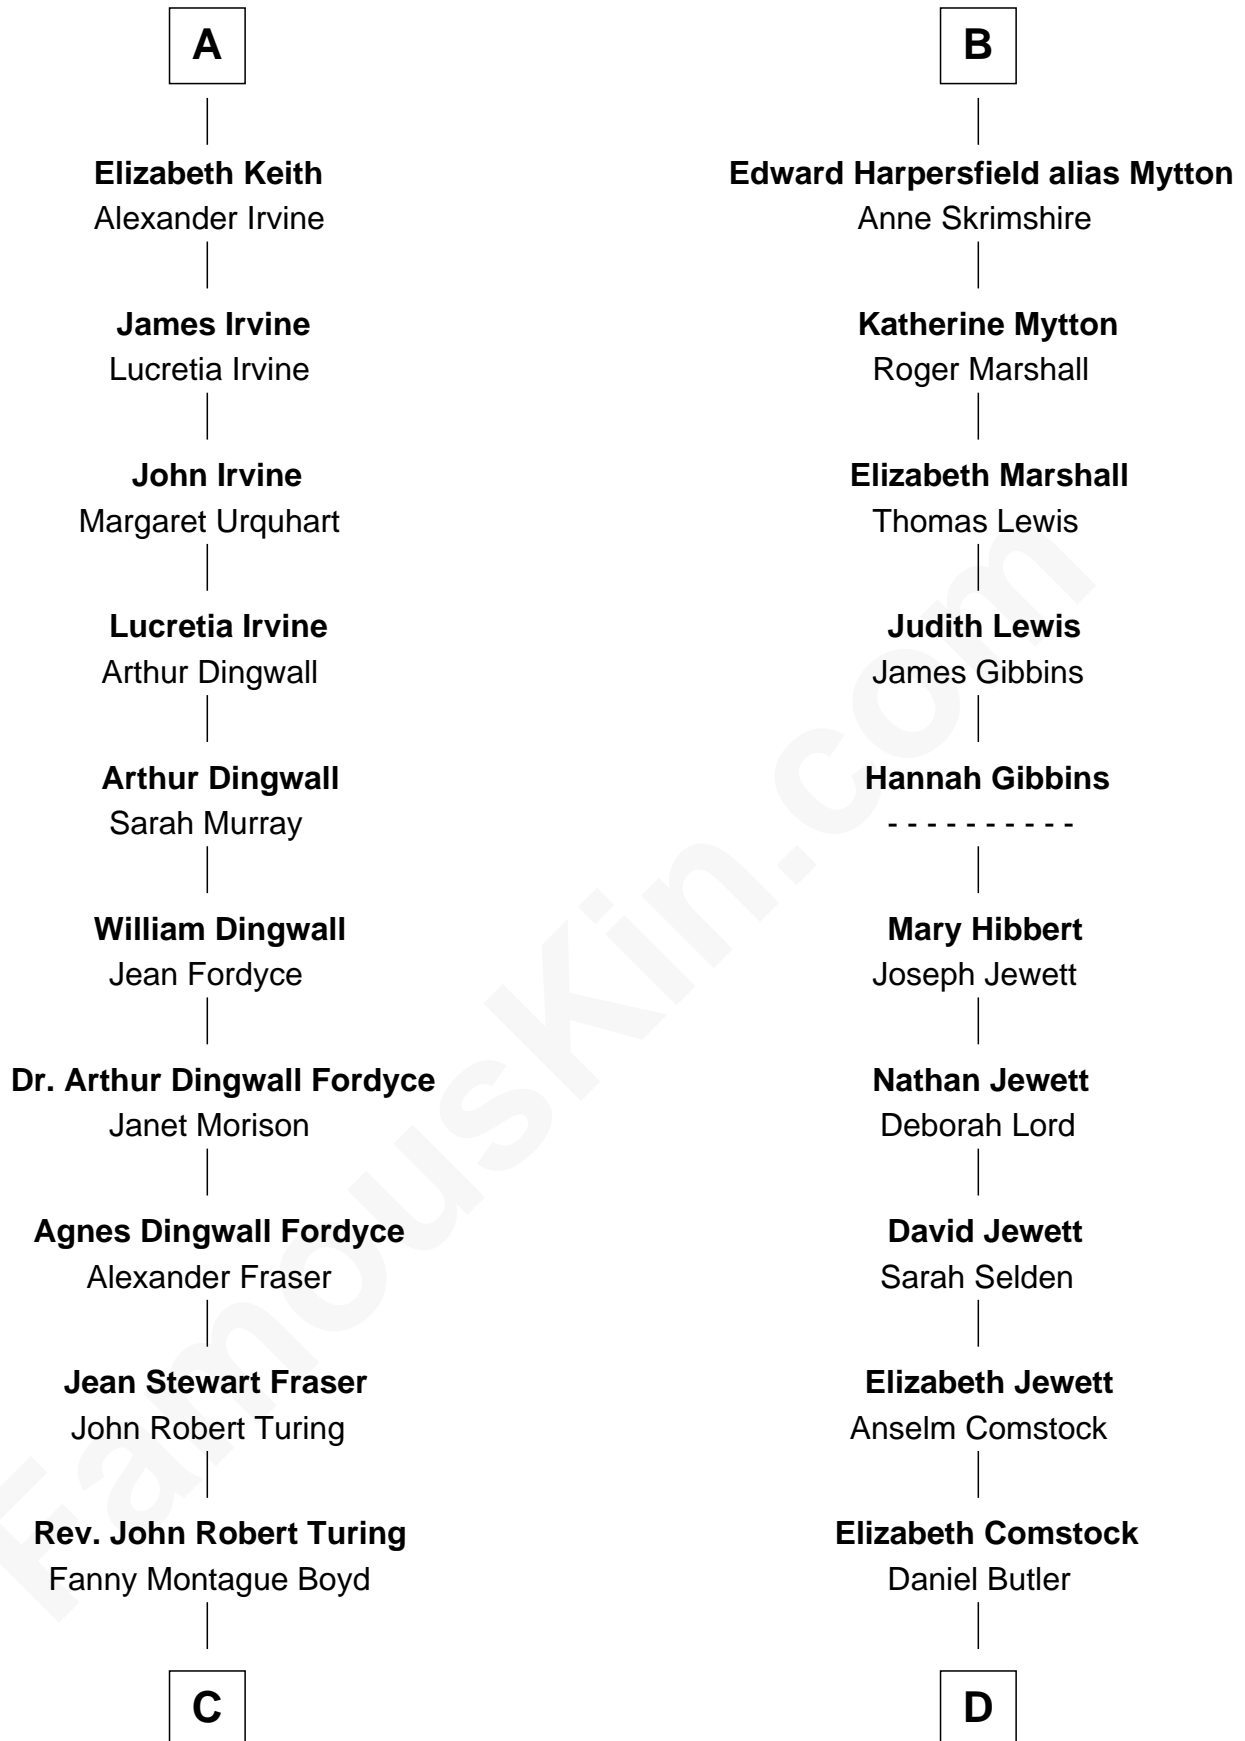 A
Elizabeth Keith
Alexander Irvine
James Irvine
Lucretia Irvine
John Irvine
Margaret Urquhart
Lucretia Irvine
Arthur Dingwall
Arthur Dingwall
Sarah Murray
William Dingwall
Jean Fordyce
Dr. Arthur Dingwall Fordyce
Janet Morison
Agnes Dingwall Fordyce
Alexander Fraser
Jean Stewart Fraser
John Robert Turing
Rev. John Robert Turing
Fanny Montague Boyd
C
B
Edward Harpersfield alias Mytton
Anne Skrimshire
Katherine Mytton
Roger Marshall
Elizabeth Marshall
Thomas Lewis
Judith Lewis
James Gibbins
Hannah Gibbins
- - - - - - - - - -
Mary Hibbert
Joseph Jewett
Nathan Jewett
Deborah Lord
David Jewett
Sarah Selden
Elizabeth Jewett
Anselm Comstock
Elizabeth Comstock
Daniel Butler
D
FamousKin.com